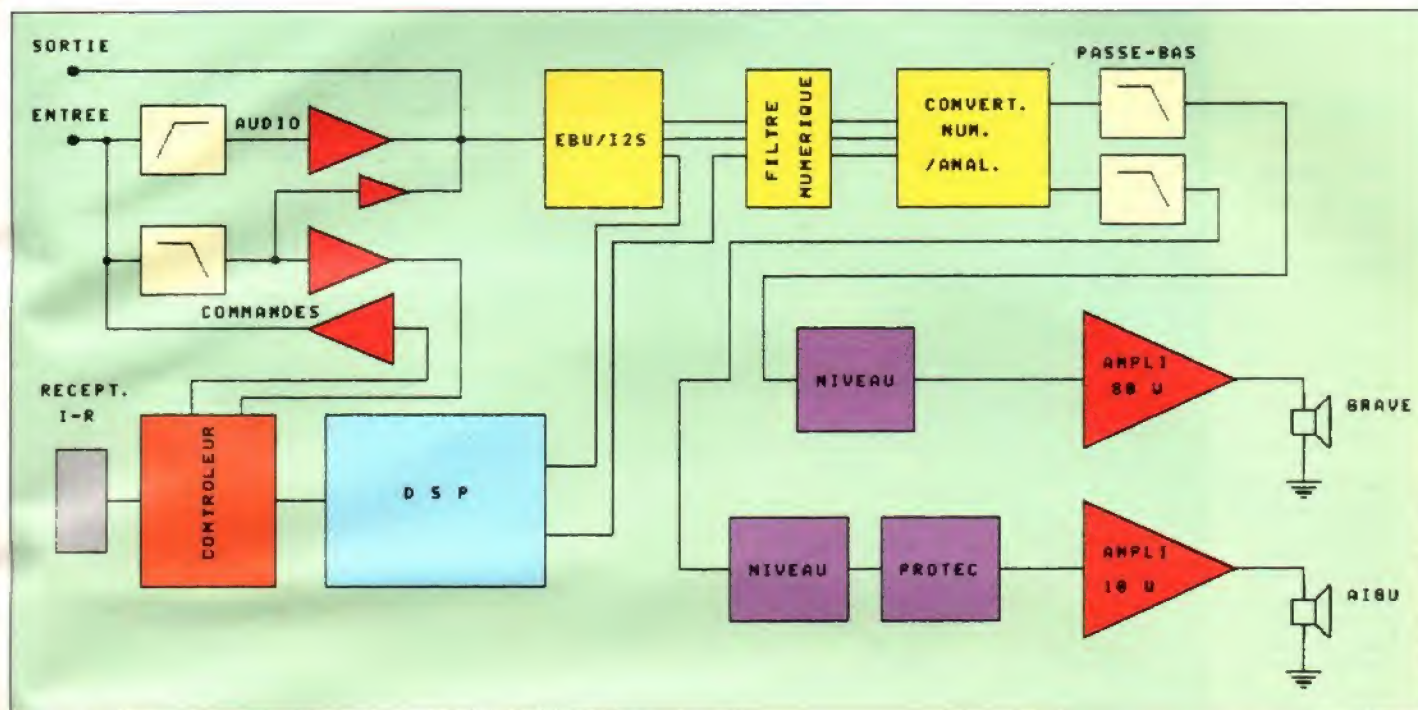 SORTIE
ENTREE
AUDIO
COMMANDES
RECEPT.
I-R
CONTROLEUR
D S P
EBU/I2S
FILTRE
NUMERIQUE
CONVERT.
NUM.
/ANAL.
PASSE-BAS
NIVEAU
AMPLI
80 W
GRAVE
NIVEAU
PROTEC
AMPLI
10 W
AIGU